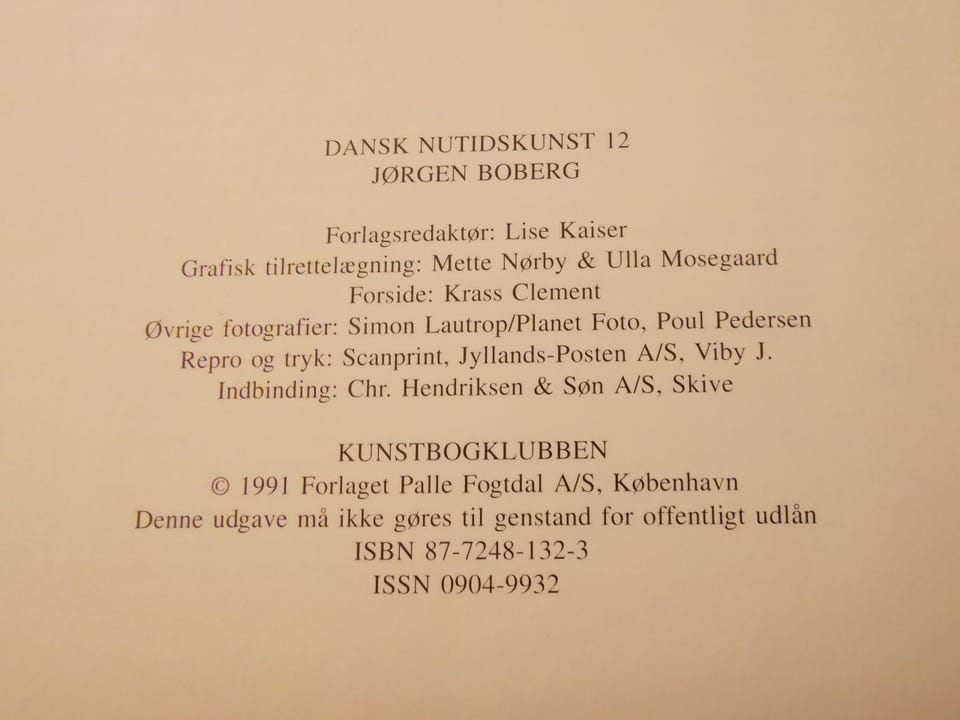 DANSK NUTIDSKUNST 12
JØRGEN BOBERG
Forlagsredaktør: Lise Kaiser
Grafisk tilrettelægning: Mette Nørby & Ulla Mosegaard
Forside: Krass Clement
Øvrige fotografier: Simon Lautrop/Planet Foto, Poul Pedersen
Repro og tryk: Scanprint, Jyllands-Posten A/S, Viby J.
Indbinding: Chr. Hendriksen & Søn A/S, Skive
KUNSTBOGKLUBBEN
© 1991 Forlaget Palle Fogtdal A/S, København
Denne udgave må ikke gøres til genstand for offentligt udlån
ISBN 87-7248-132-3
ISSN 0904-9932